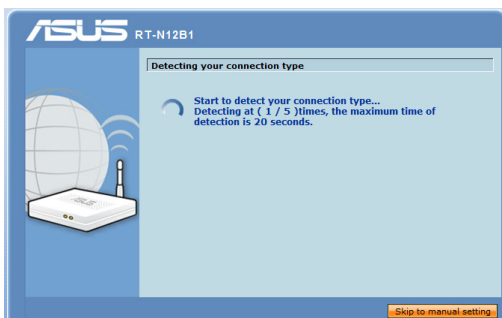 ASUS RT-N12B1
Detecting your connection type
Start to detect your connection type...
Detecting at ( 1 / 5 )times, the maximum time of
detection is 20 seconds.
ASUS
Skip to manual setting